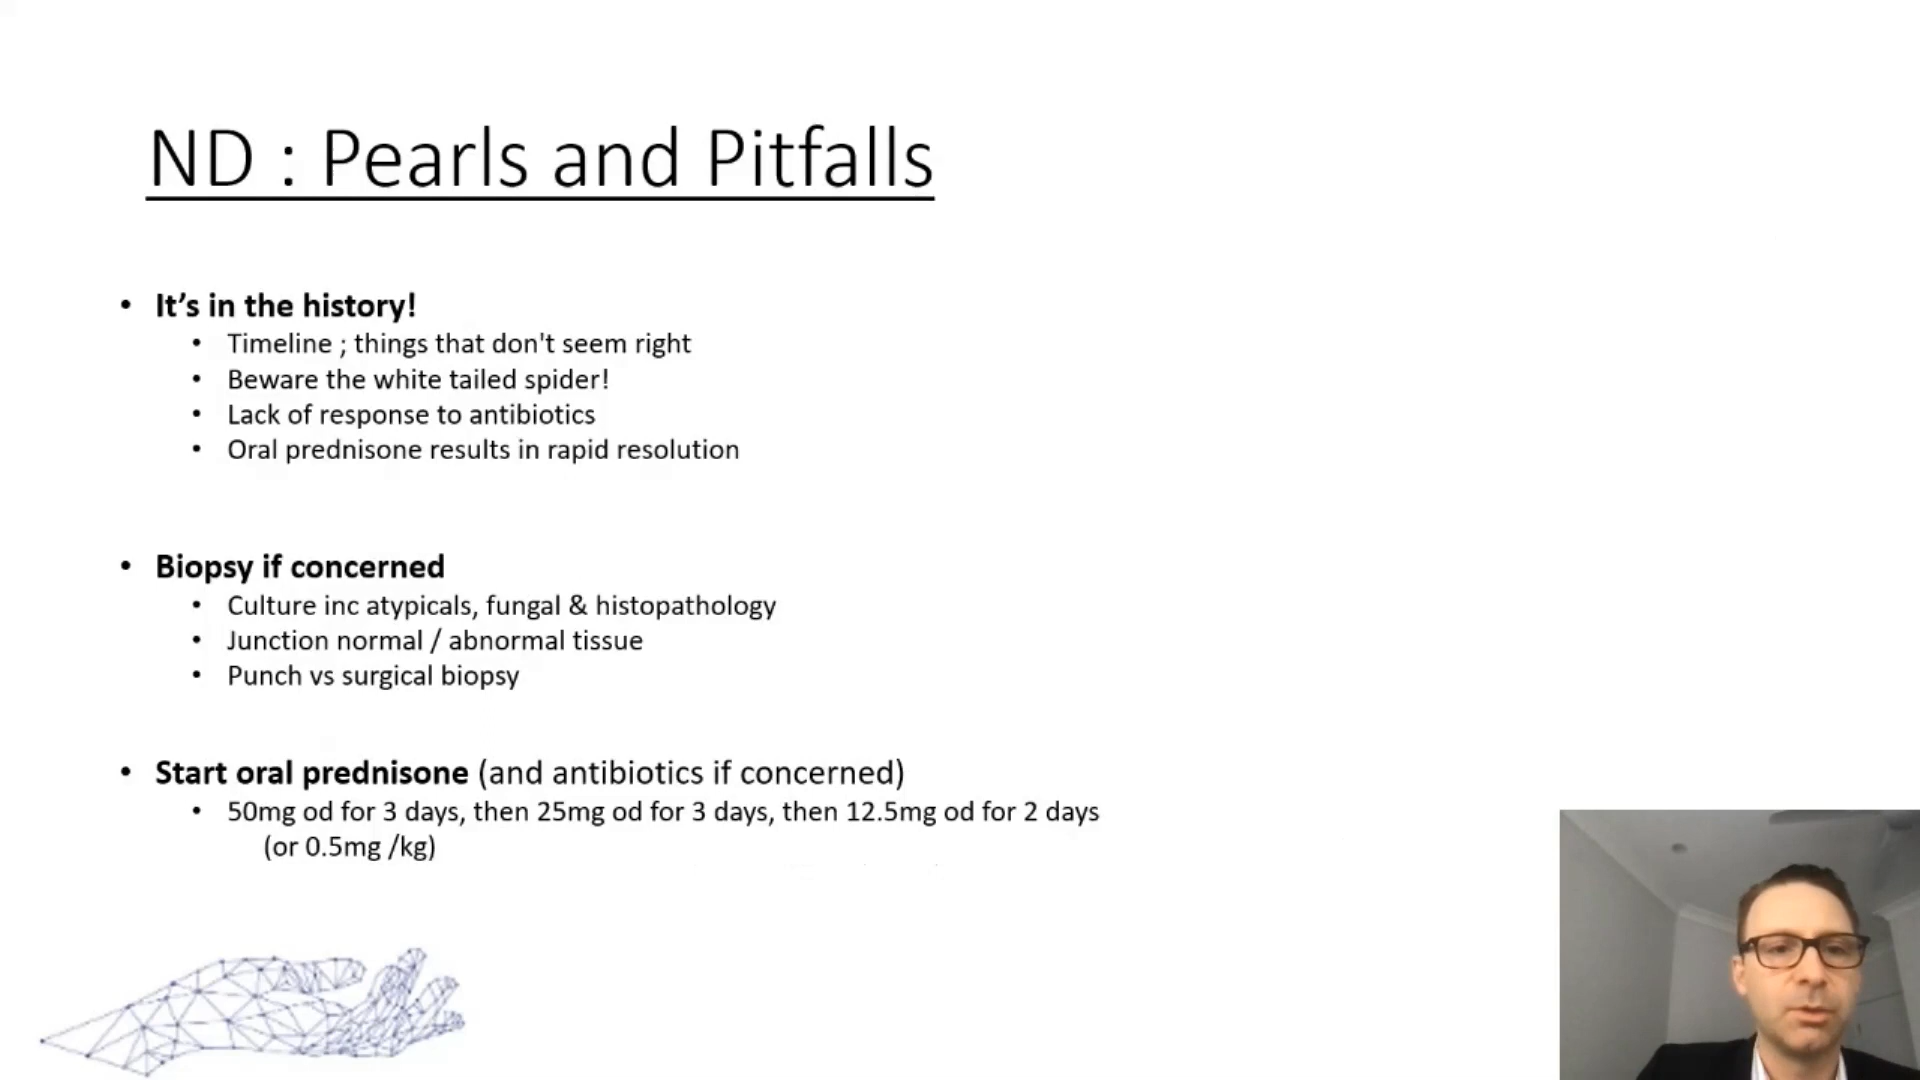 ND : Pearls and Pitfalls
• It’s in the history!
• Timeline ; things that don't seem right
• Beware the white tailed spider!
• Lack of response to antibiotics
• Oral prednisone results in rapid resolution
• Biopsy if concerned
• Culture inc atypicals, fungal & histopathology
• Junction normal / abnormal tissue
• Punch vs surgical biopsy
• Start oral prednisone (and antibiotics if concerned)
• 50mg od for 3 days, then 25mg od for 3 days, then 12.5mg od for 2 days
(or 0.5mg /kg)